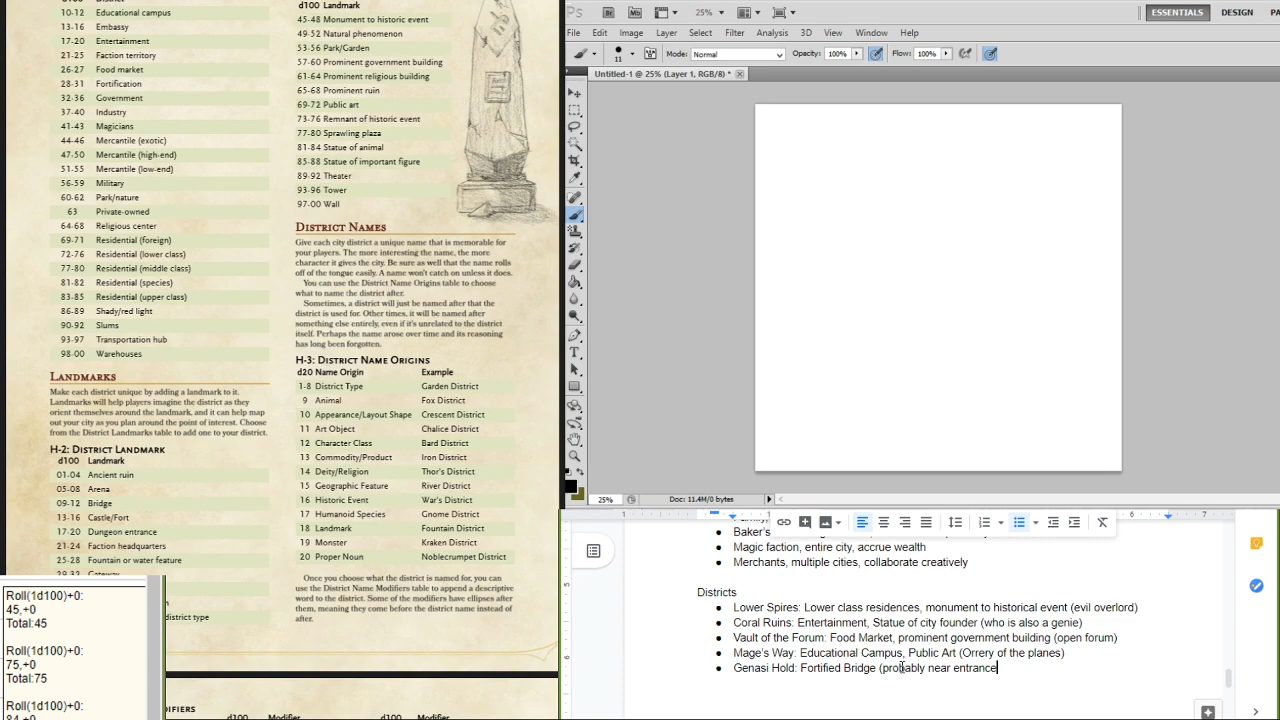 10-12 Educational campus
13-16 Embassy
17-20 Entertainment
21-25 Faction territory
26-27 Food market
28-31 Fortification
32-36 Government
37-40 Industry
41-43 Magicians
44-46 Mercantile (exotic)
47-50 Mercantile (high-end)
51-55 Mercantile (low-end)
56-59 Military
60-62 Park/nature
63 Private-owned
64-68 Religious center
69-71 Residential (foreign)
72-76 Residential (lower class)
77-80 Residential (middle class)
81-82 Residential (species)
83-85 Residential (upper class)
86-89 Shady/red light
90-92 Slums
93-97 Transportation hub
98-00 Warehouses
LANDMARKS
Make each district unique by adding a landmark to it.
Landmarks will help players imagine the district as they
orient themselves around the landmark, and it can help map
out your city as you plan around the point of interest. Choose
from the District Landmarks table to add one to your district.
H-2: DISTRICT LANDMARK
d100 Landmark
01-04 Ancient ruin
05-08 Arena
09-12 Bridge
13-16 Castle/Fort
17-20 Dungeon entrance
21-24 Faction headquarters
25-28 Fountain or water feature
29-32 Gateway
district type
d100 Landmark
45-48 Monument to historic event
49-52 Natural phenomenon
53-56 Park/Garden
57-60 Prominent government building
61-64 Prominent religious building
65-68 Prominent ruin
69-72 Public art
73-76 Remnant of historic event
77-80 Sprawling plaza
81-84 Statue of animal
85-88 Statue of important figure
89-92 Theater
93-96 Tower
97-00 Wall
DISTRICT NAMES
Give each city district a unique name that is memorable for
your players. The more interesting the name, the more
character it gives the city. Be sure as well that the name rolls
off of the tongue easily. A name won't catch on unless it does.
You can use the District Name Origins table to choose
what to name the district after.
Sometimes, a district will just be named after that the
district is used for. Other times, it will be named after
something else entirely, even if it's unrelated to the district
itself. Perhaps the name arose over time and its reasoning
has long been forgotten.
H-3: DISTRICT NAME ORIGINS
d20 Name Origin Example
1-8 District Type Garden District
9 Animal Fox District
10 Appearance/Layout Shape Crescent District
11 Art Object Chalice District
12 Character Class Bard District
13 Commodity/Product Iron District
14 Deity/Religion Thor's District
15 Geographic Feature River District
16 Historic Event War's District
17 Humanoid Species Gnome District
18 Landmark Fountain District
19 Monster Kraken District
20 Proper Noun Noblecrumpet District
Once you choose what the district is named for, you can
use the District Name Modifiers table to append a descriptive
word to the district. Some of the modifiers have ellipses after
them, meaning they come before the district name instead of
after.
d100 Modifier d100 Modifier
Roll(1d100)+0:
45,+0
Total:45
Roll(1d100)+0:
75,+0
Total:75
Roll(1d100)+0:
84,+0
Ps Br Mb 25% ESSENTIALS DESIGN
File Edit Image Layer Select Filter Analysis 3D View Window Help
11 Mode: Normal Opacity: 100% Flow: 100%
Untitled-1 @ 25% (Layer 1, RGB/8) *
25% Doc: 11.4M/0 bytes
1 6 7
Baker's
Magic faction, entire city, accrue wealth
Merchants, multiple cities, collaborate creatively
Districts
Lower Spires: Lower class residences, monument to historical event (evil overlord)
Coral Ruins: Entertainment, Statue of city founder (who is also a genie)
Vault of the Forum: Food Market, prominent government building (open forum)
Mage's Way: Educational Campus, Public Art (Orrery of the planes)
Genasi Hold: Fortified Bridge (probably near entrance